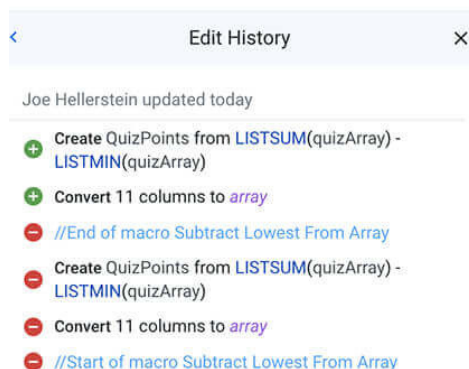 Edit History
Joe Hellerstein updated today
Create QuizPoints from LISTSUM(quizArray) -
LISTMIN(quizArray)
Convert 11 columns to array
//End of macro Subtract Lowest From Array
Create QuizPoints from LISTSUM(quizArray) -
LISTMIN(quizArray)
Convert 11 columns to array
//Start of macro Subtract Lowest From Array